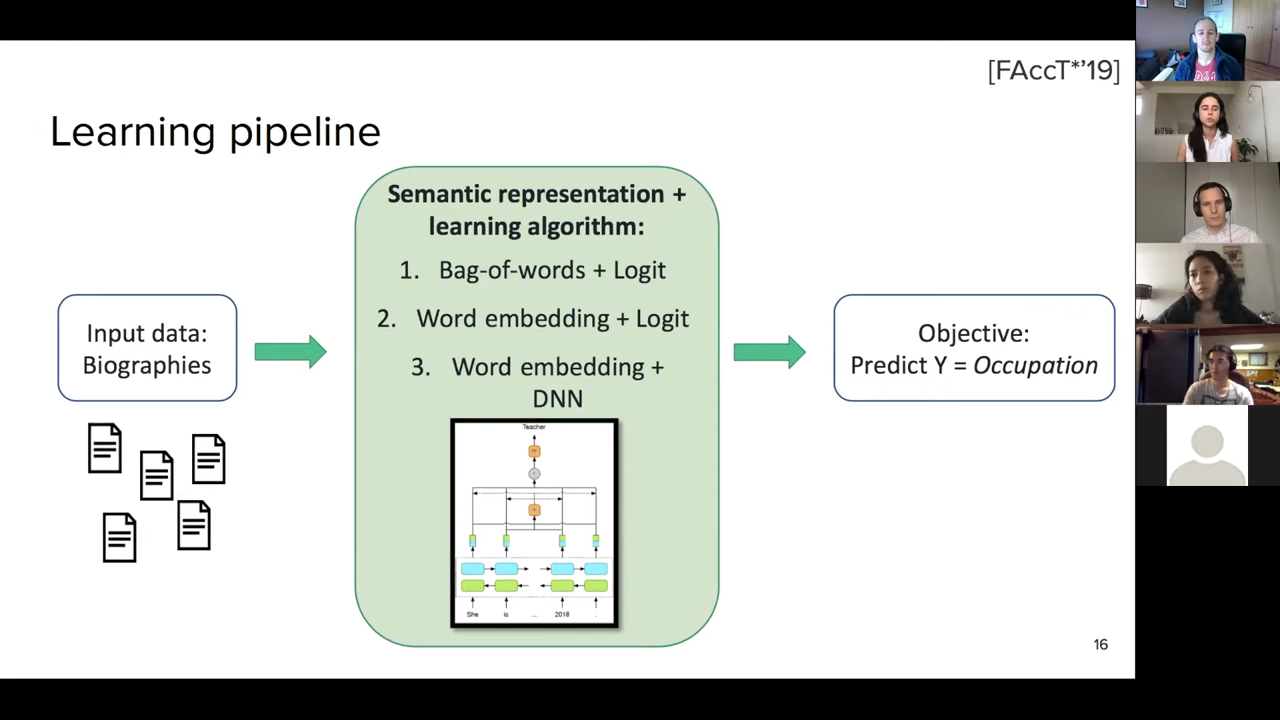 [FAccT*'19]
Learning pipeline
Semantic representation +
learning algorithm:
1. Bag-of-words + Logit
2. Word embedding + Logit
3. Word embedding +
DNN
Input data:
Biographies
Objective:
Predict Y = Occupation
Teacher
She is ... 2018 .
16